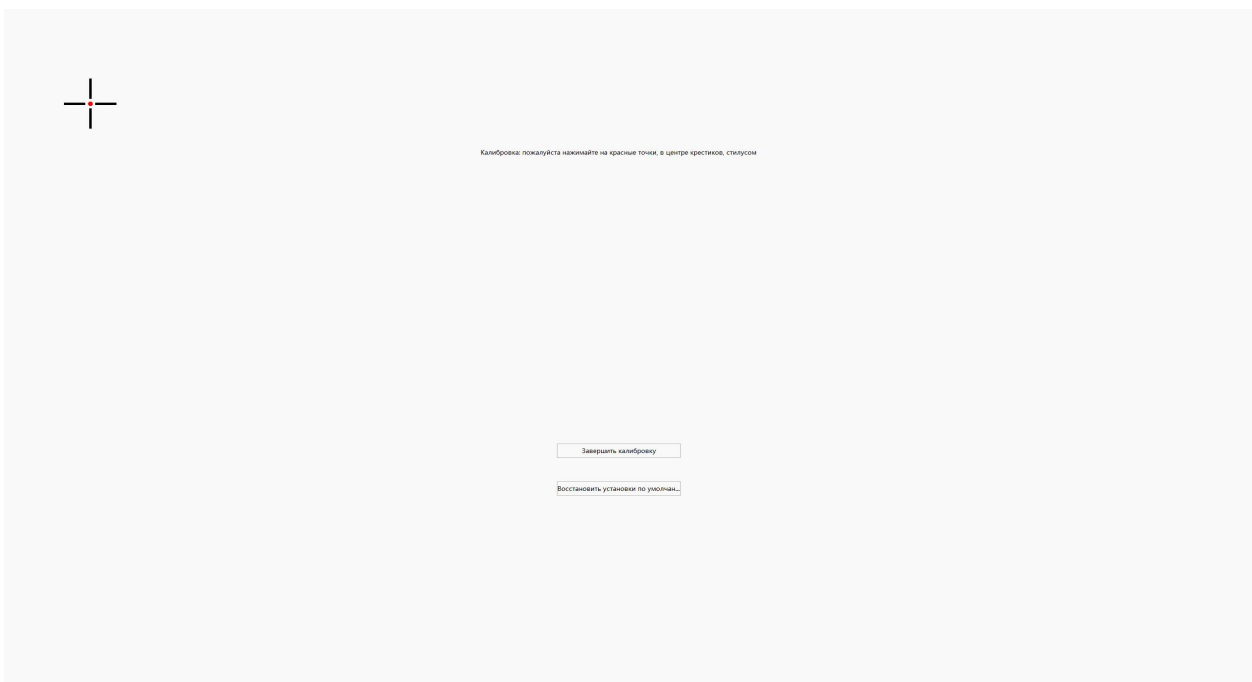 Калибровка: пожалуйста нажимайте на красные точки, в центре крестиков, стилусом
Завершить калибровку
Восстановить установки по умолчан...